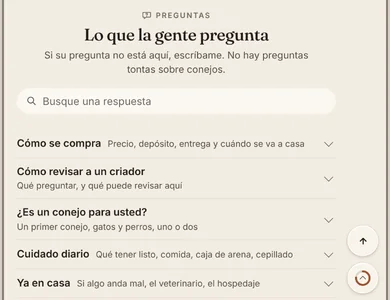 PREGUNTAS
Lo que la gente pregunta
Si su pregunta no está aquí, escríbame. No hay preguntas
tontas sobre conejos.
Busque una respuesta
Cómo se compra Precio, depósito, entrega y cuándo se va a casa
Cómo revisar a un criador
Qué preguntar, y qué puede revisar aquí
¿Es un conejo para usted?
Un primer conejo, gatos y perros, uno o dos
Cuidado diario Qué tener listo, comida, caja de arena, cepillado
Ya en casa Si algo anda mal, el veterinario, el hospedaje